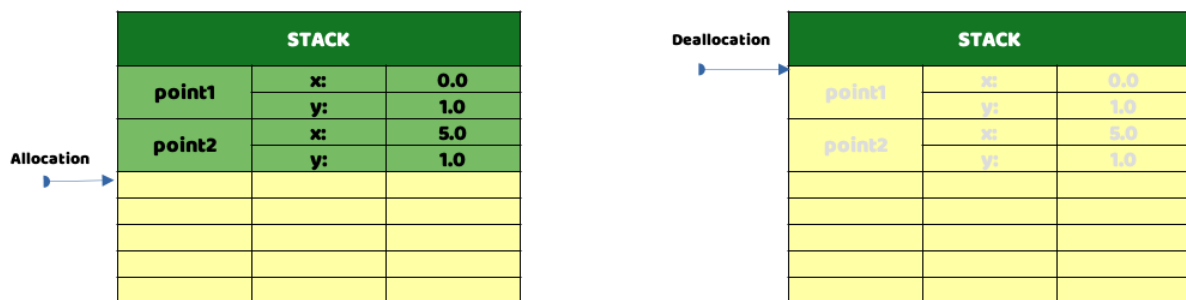 STACK
point1 x: 0.0
y: 1.0
point2 x: 5.0
y: 1.0
Allocation
Deallocation
STACK
point1 x: 0.0
y: 1.0
point2 x: 5.0
y: 1.0